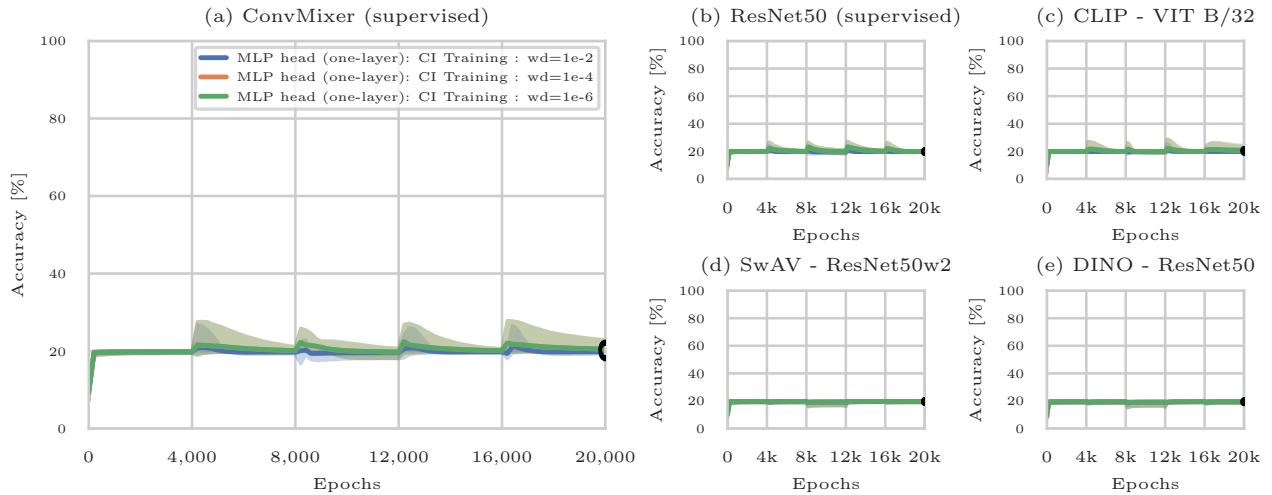 (a) ConvMixer (supervised)
100
80
60
40
20
0
Accuracy [%]
MLP head (one-layer): CI Training : wd=1e-2
MLP head (one-layer): CI Training : wd=1e-4
MLP head (one-layer): CI Training : wd=1e-6
0 4,000 8,000 12,000 16,000 20,000
Epochs
(b) ResNet50 (supervised)
100
80
60
40
20
0
Accuracy [%]
0 4k 8k 12k 16k 20k
Epochs
(c) CLIP - VIT B/32
100
80
60
40
20
0
Accuracy [%]
0 4k 8k 12k 16k 20k
Epochs
(d) SwAV - ResNet50w2
100
80
60
40
20
0
Accuracy [%]
0 4k 8k 12k 16k 20k
Epochs
(e) DINO - ResNet50
100
80
60
40
20
0
Accuracy [%]
0 4k 8k 12k 16k 20k
Epochs